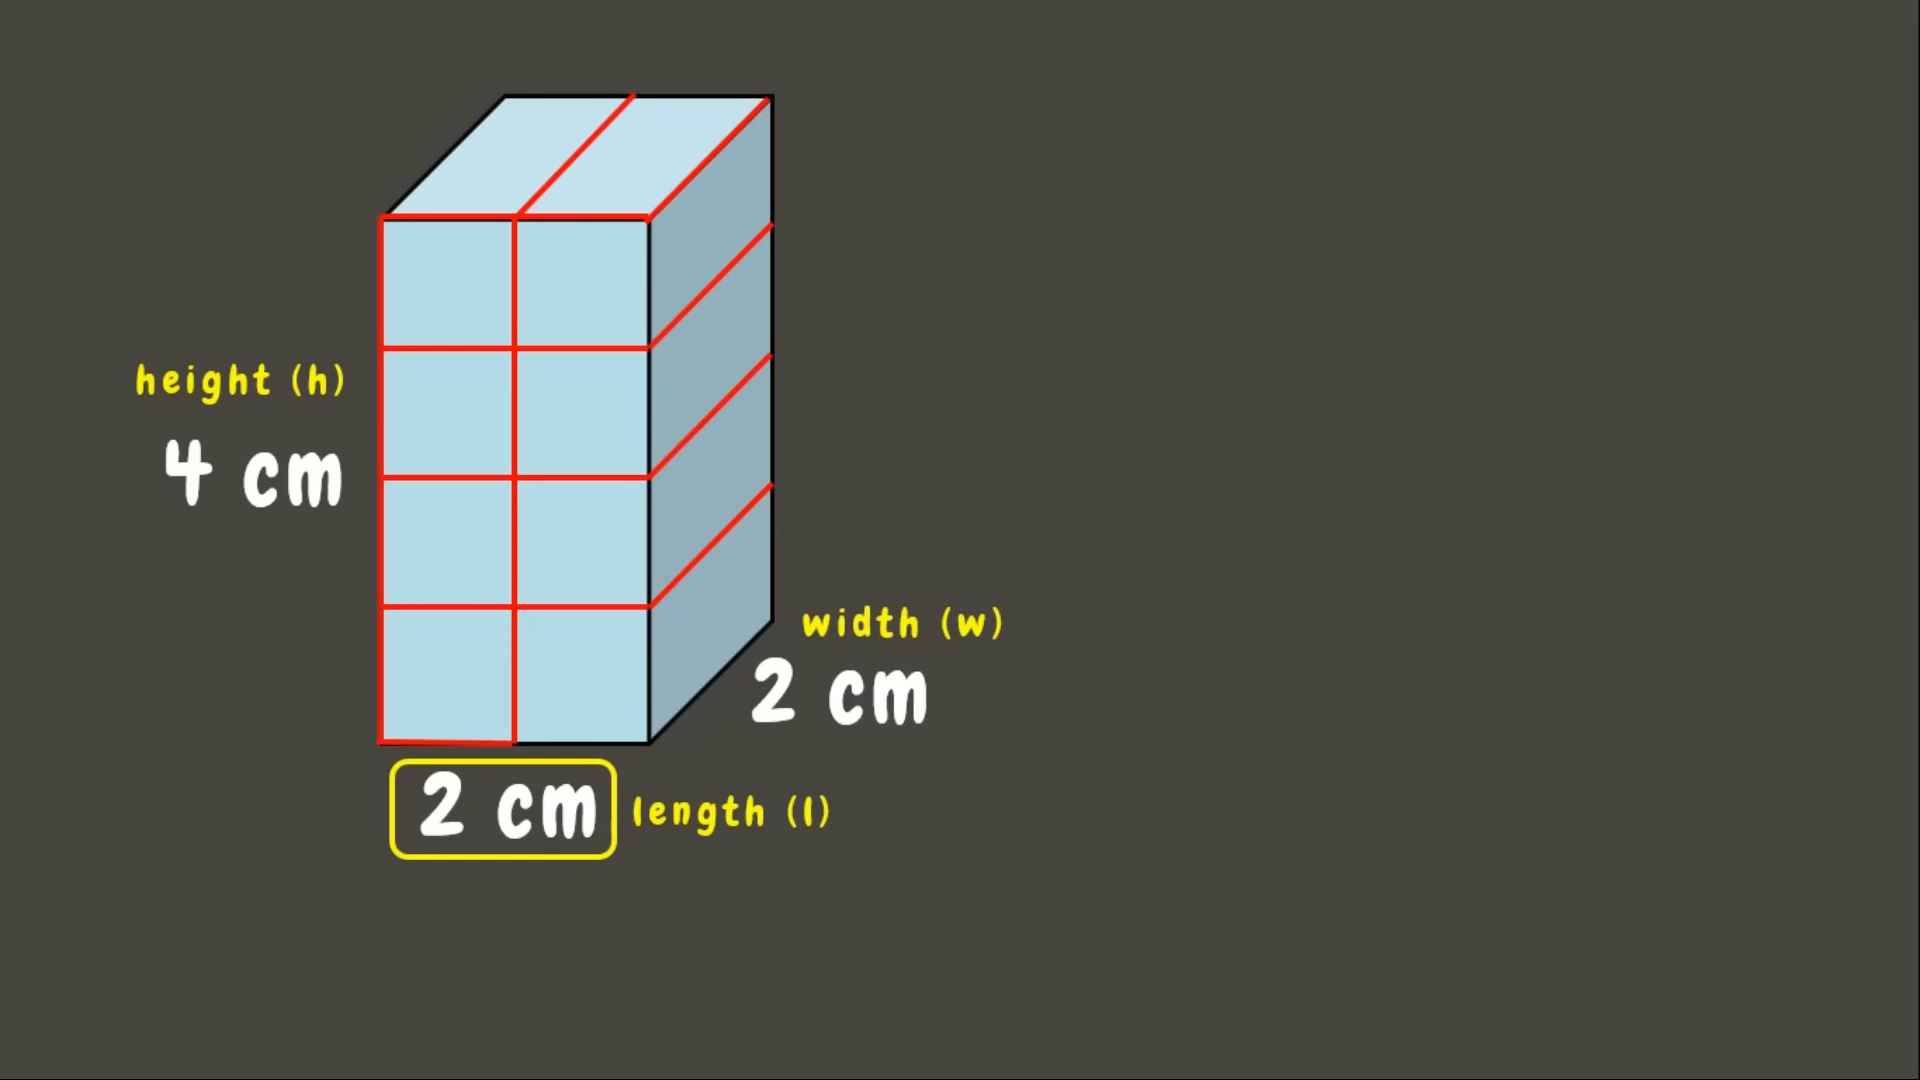 height (h)
4 cm
width (w)
2 cm
2 cm length (l)